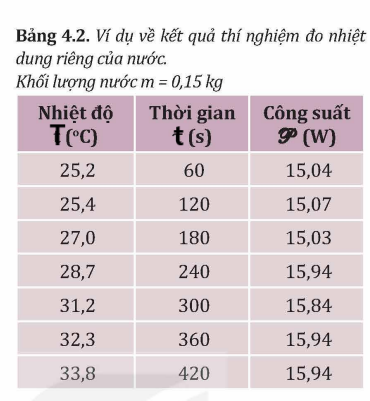 Bảng 4.2. Ví dụ về kết quả thí nghiệm đo nhiệt
dung riêng của nước.
Khối lượng nước m = 0,15 kg
Nhiệt độ T(°C) Thời gian t (s) Công suất 𝒫 (W)
25,2 60 15,04
25,4 120 15,07
27,0 180 15,03
28,7 240 15,94
31,2 300 15,84
32,3 360 15,94
33,8 420 15,94